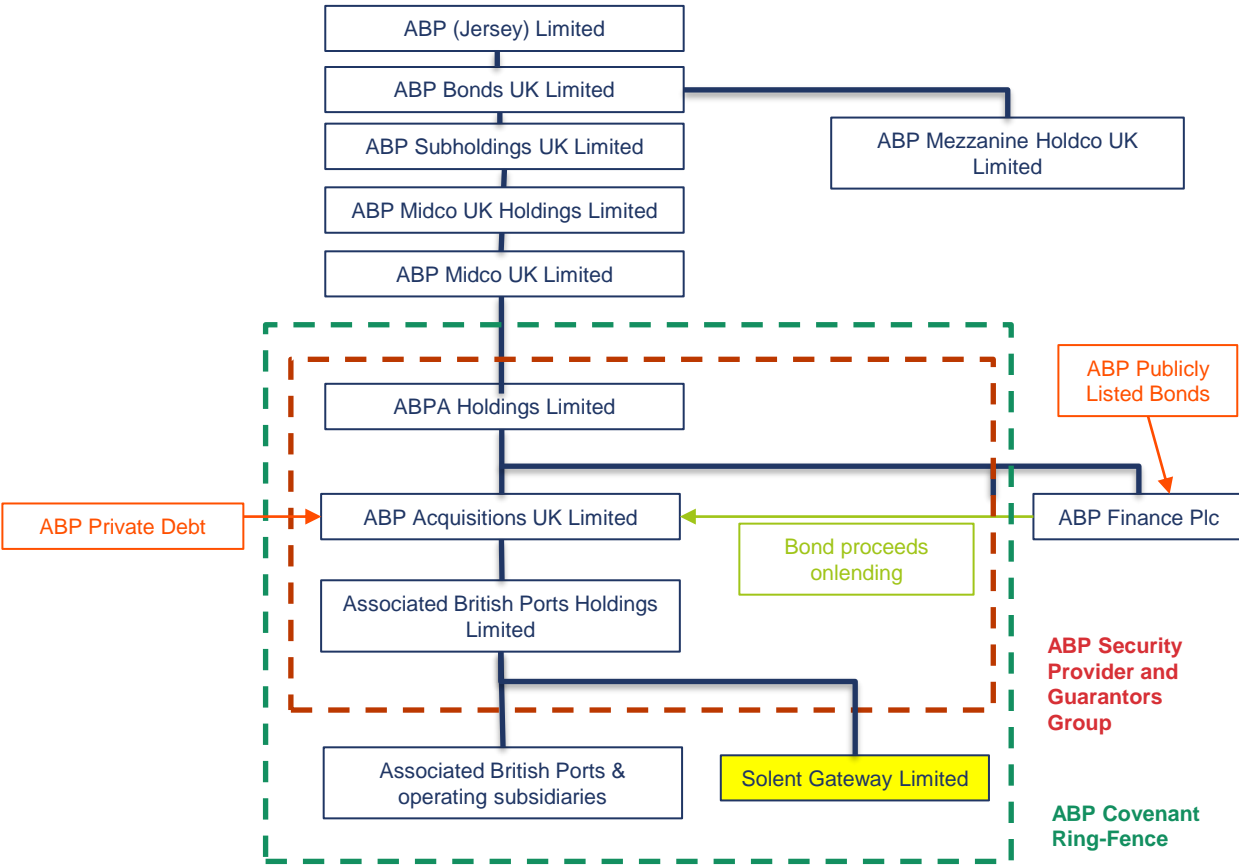 ABP (Jersey) Limited
ABP Bonds UK Limited
ABP Subholdings UK Limited
ABP Mezzanine Holdco UK
Limited
ABP Midco UK Holdings Limited
ABP Midco UK Limited
ABPA Holdings Limited
ABP Publicly
Listed Bonds
ABP Private Debt
ABP Acquisitions UK Limited
ABP Finance Plc
Bond proceeds
onlending
Associated British Ports Holdings
Limited
ABP Security
Provider and
Guarantors
Group
Associated British Ports &
operating subsidiaries
Solent Gateway Limited
ABP Covenant
Ring-Fence